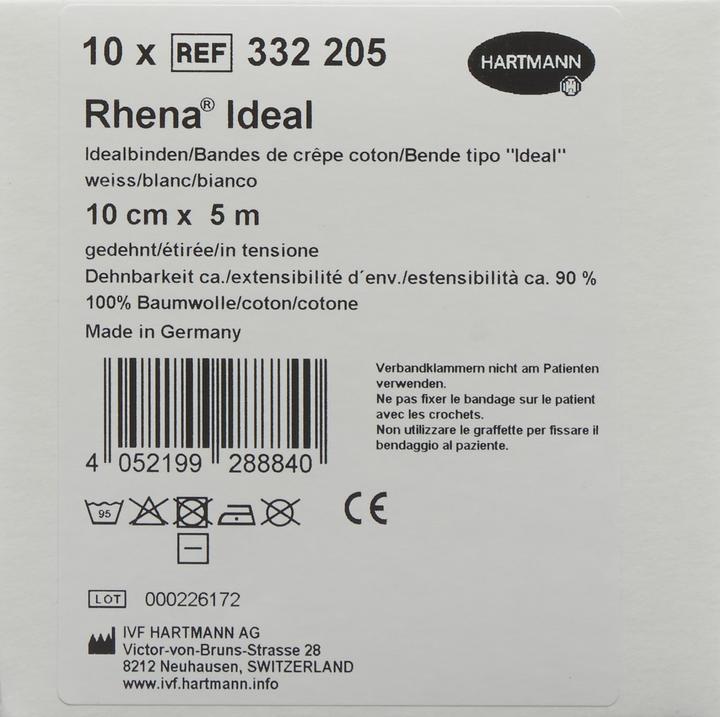 10 x REF 332 205
HARTMANN
Rhena® Ideal
Idealbinden/Bandes de crêpe coton/Bende tipo "Ideal"
weiss/blanc/bianco
10 cm x 5 m
gedehnt/étirée/in tensione
Dehnbarkeit ca./extensibilité d´env./estensibilità ca. 90 %
100% Baumwolle/coton/cotone
Made in Germany
4 052199 288840
Verbandklammern nicht am Patienten
verwenden.
Ne pas fixer le bandage sur le patient
avec les crochets.
Non utilizzare la graffette per fissare il
bendaggio al paziente.
95
CE
LOT 000226172
IVF HARTMANN AG
Victor-von-Bruns-Strasse 28
8212 Neuhausen, SWITZERLAND
www.ivf.hartmann.info